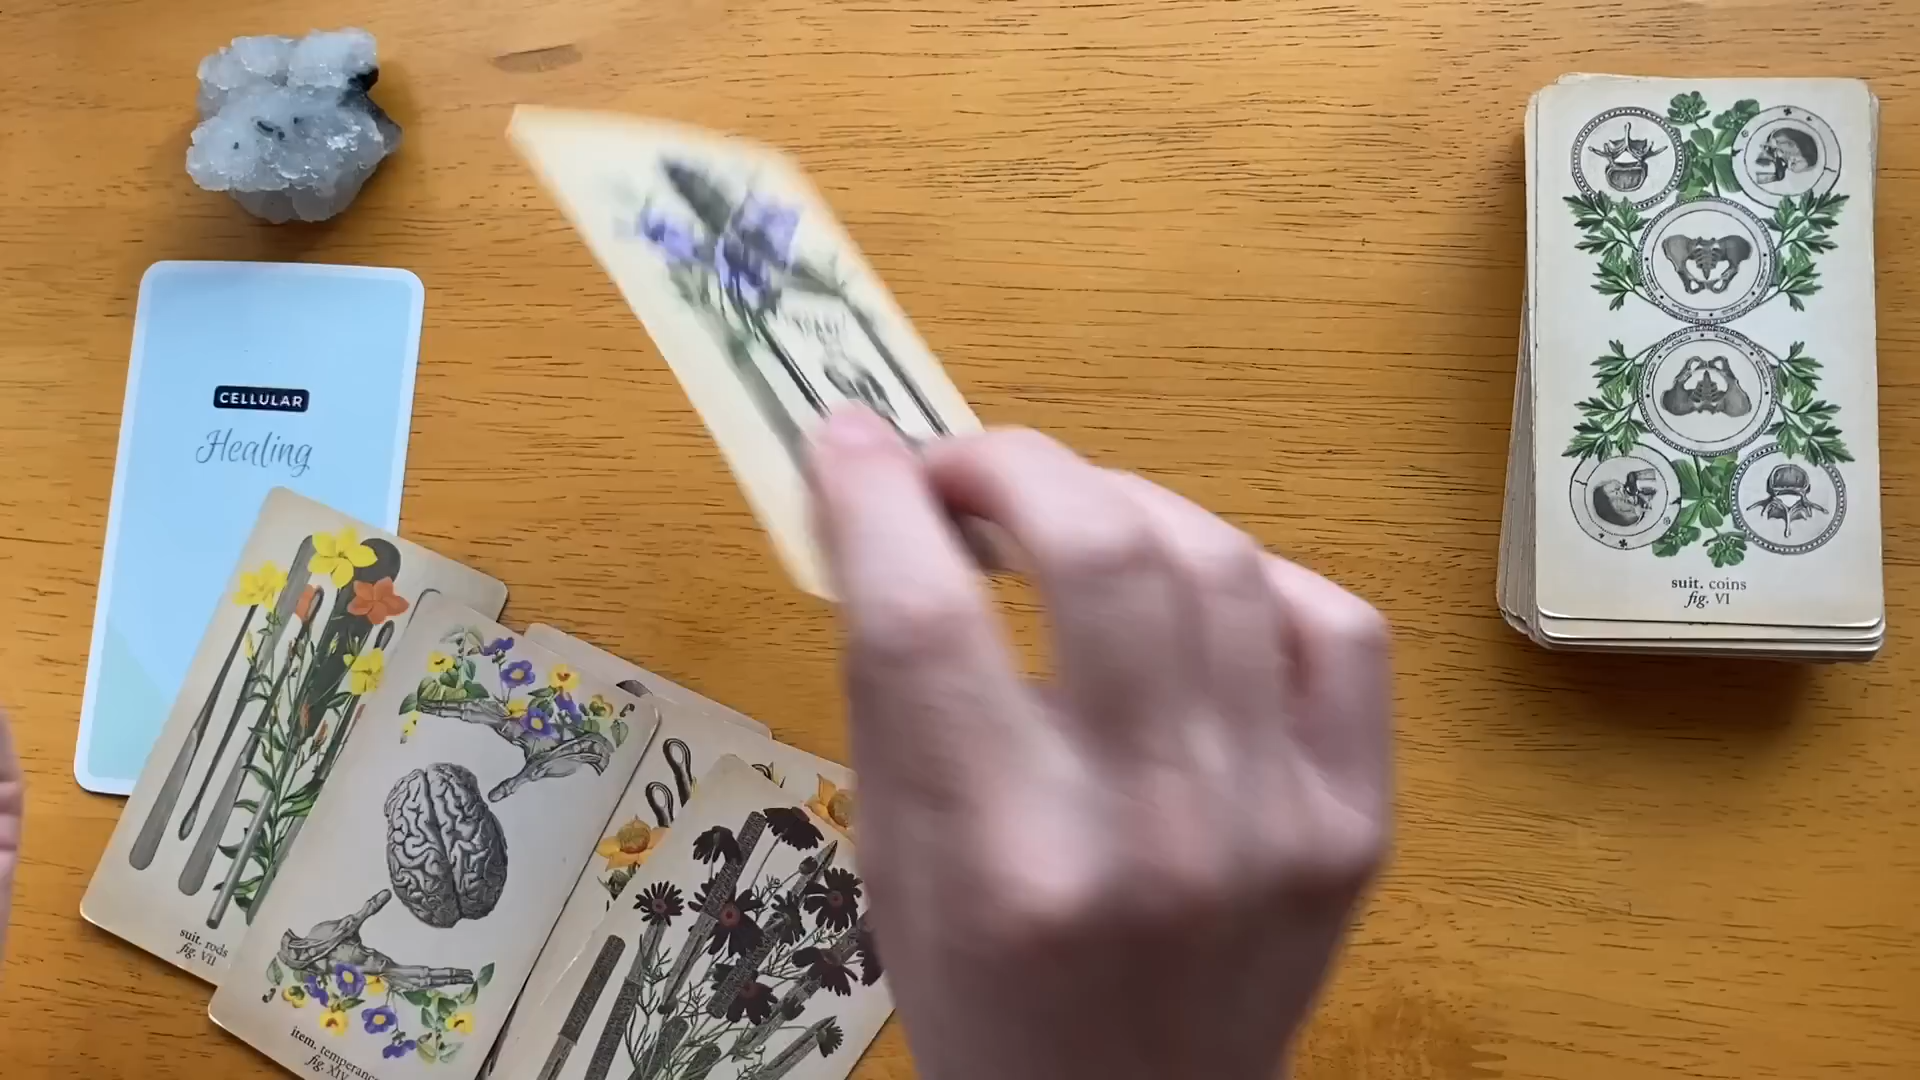 CELLULAR
Healing
suit. coins
fig. VI
suit. rods
fig. VII
item. temperance
fig. XIV